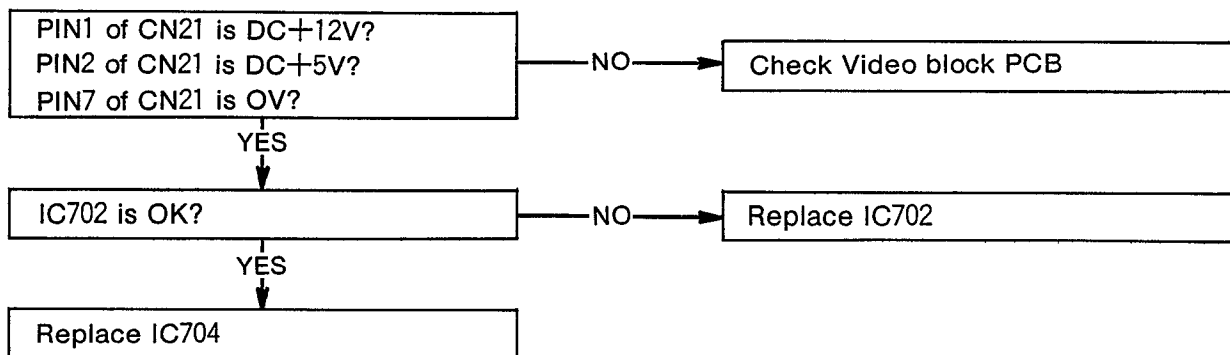 PIN1 of CN21 is DC+12V?
PIN2 of CN21 is DC+5V?
PIN7 of CN21 is OV?
NO
Check Video block PCB
YES
IC702 is OK?
NO
Replace IC702
YES
Replace IC704